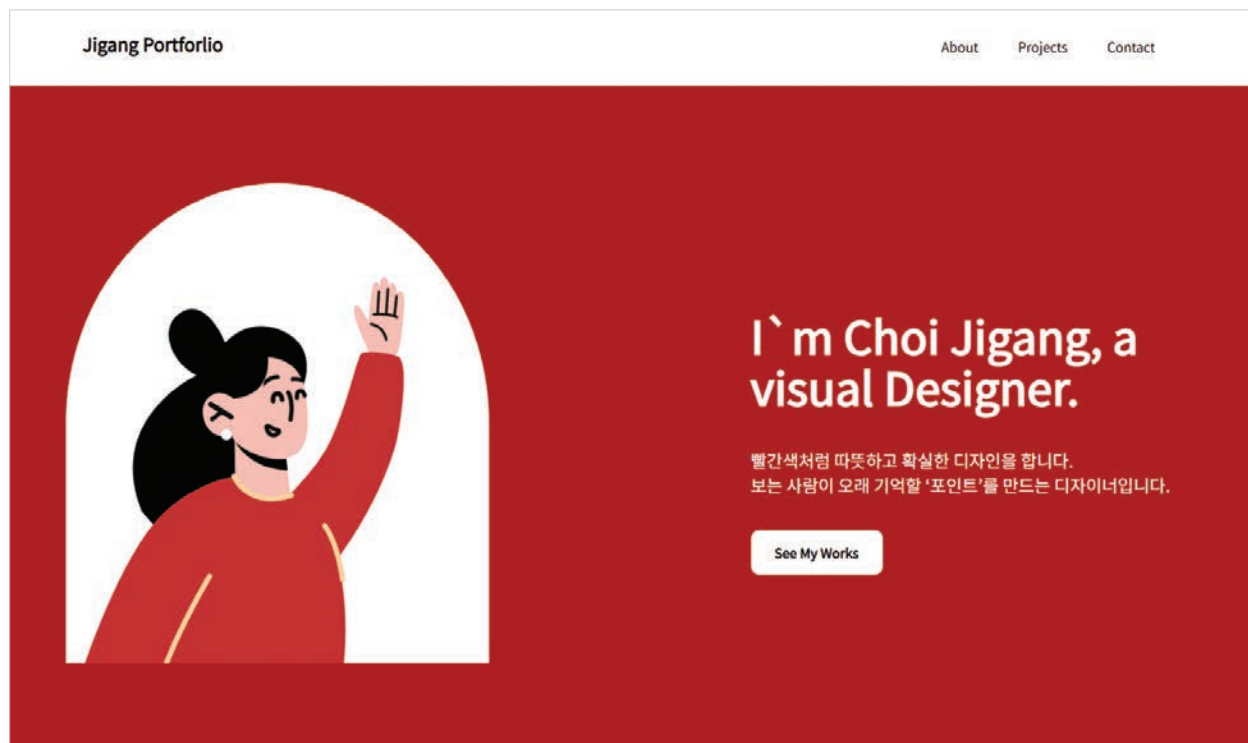 Jigang Portforlio
About Projects Contact
I`m Choi Jigang, a
visual Designer.
빨간색처럼 따뜻하고 확실한 디자인을 합니다.
보는 사람이 오래 기억할 ‘포인트’를 만드는 디자이너입니다.
See My Works